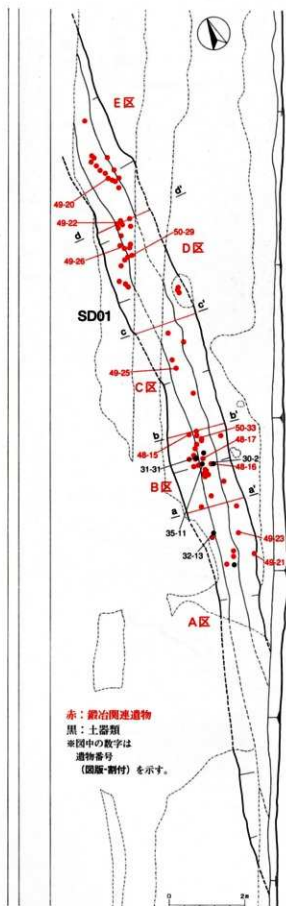 E区
d'
49-20
49-22
50-29
d
49-26
D区
SD01
c'
c
49-25
C区
b'
50-33
b
48-17
48-15
30-2
31-31
48-16
B区
a'
a
35-11
49-23
32-13
49-21
A区
赤：鍛冶関連遺物
黒：土器類
※図中の数字は
遺物番号
（図版-割付）を示す。
0 2m